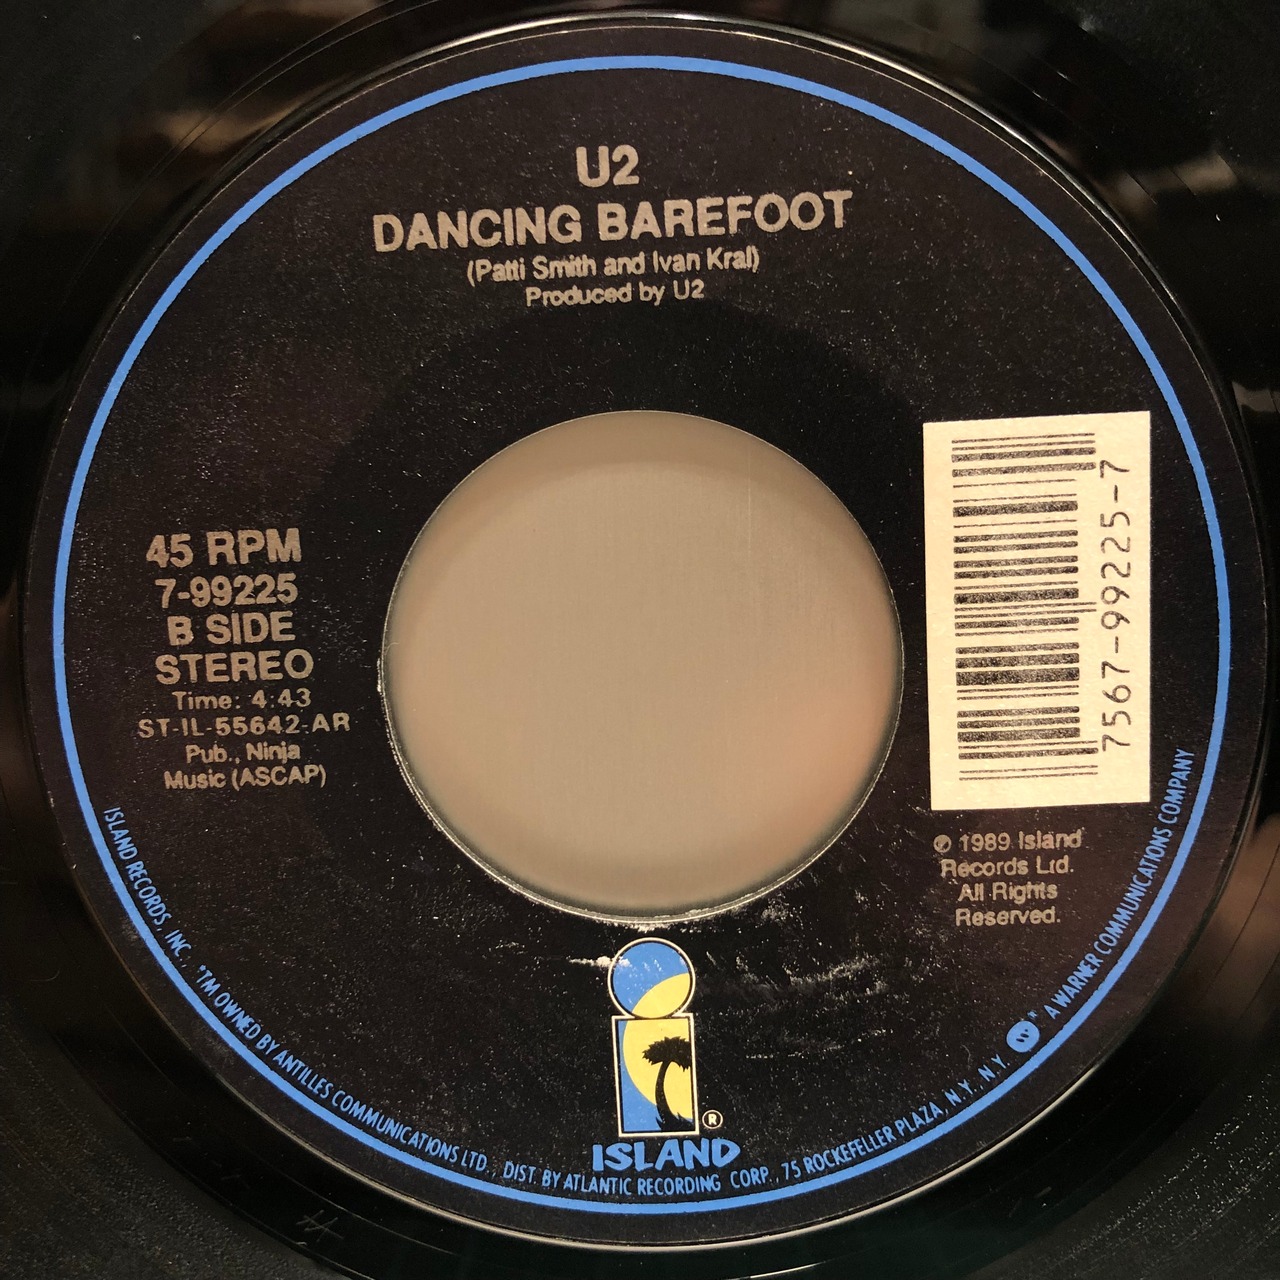 U2
DANCING BAREFOOT
(Patti Smith and Ivan Kral)
Produced by U2
45 RPM
7-99225
B SIDE
STEREO
Time: 4:43
ST-IL-55642-AR
Pub., Ninja
Music (ASCAP)
7567-99225-7
℗ 1989 Island
Records Ltd.
All Rights
Reserved.
®
ISLAND
ISLAND RECORDS, INC. *TM OWNED BY ANTILLES COMMUNICATIONS LTD., DIST. BY ATLANTIC RECORDING CORP., 75 ROCKEFELLER PLAZA, N.Y. N.Y. * A WARNER COMMUNICATIONS COMPANY